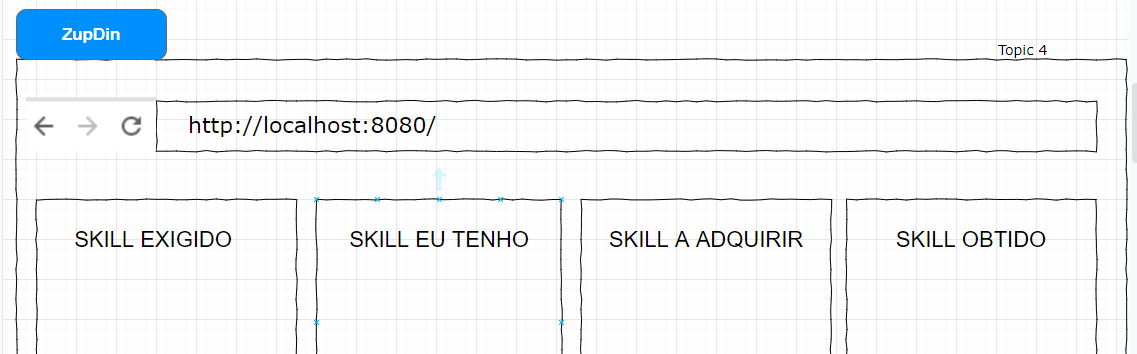 ZupDin
Topic 4
http://localhost:8080/
SKILL EXIGIDO
SKILL EU TENHO
SKILL A ADQUIRIR
SKILL OBTIDO